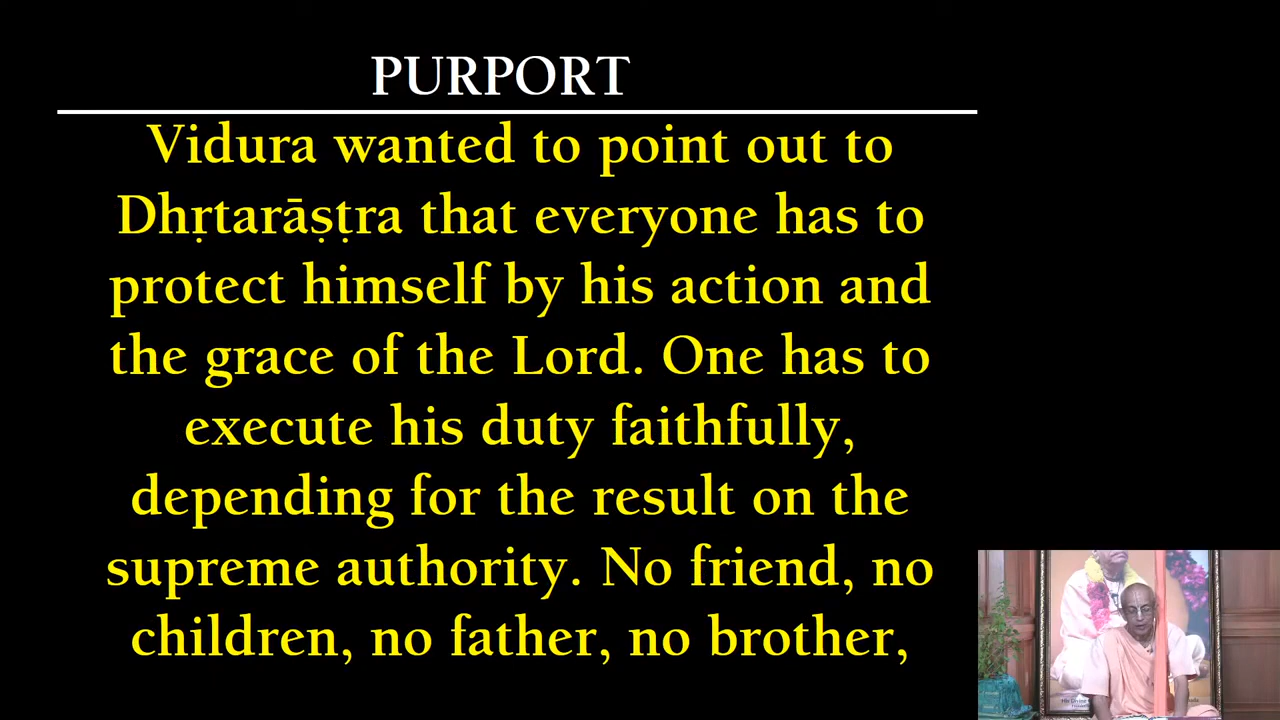 PURPORT
Vidura wanted to point out to
Dhṛtarāṣṭra that everyone has to
protect himself by his action and
the grace of the Lord. One has to
execute his duty faithfully,
depending for the result on the
supreme authority. No friend, no
children, no father, no brother,